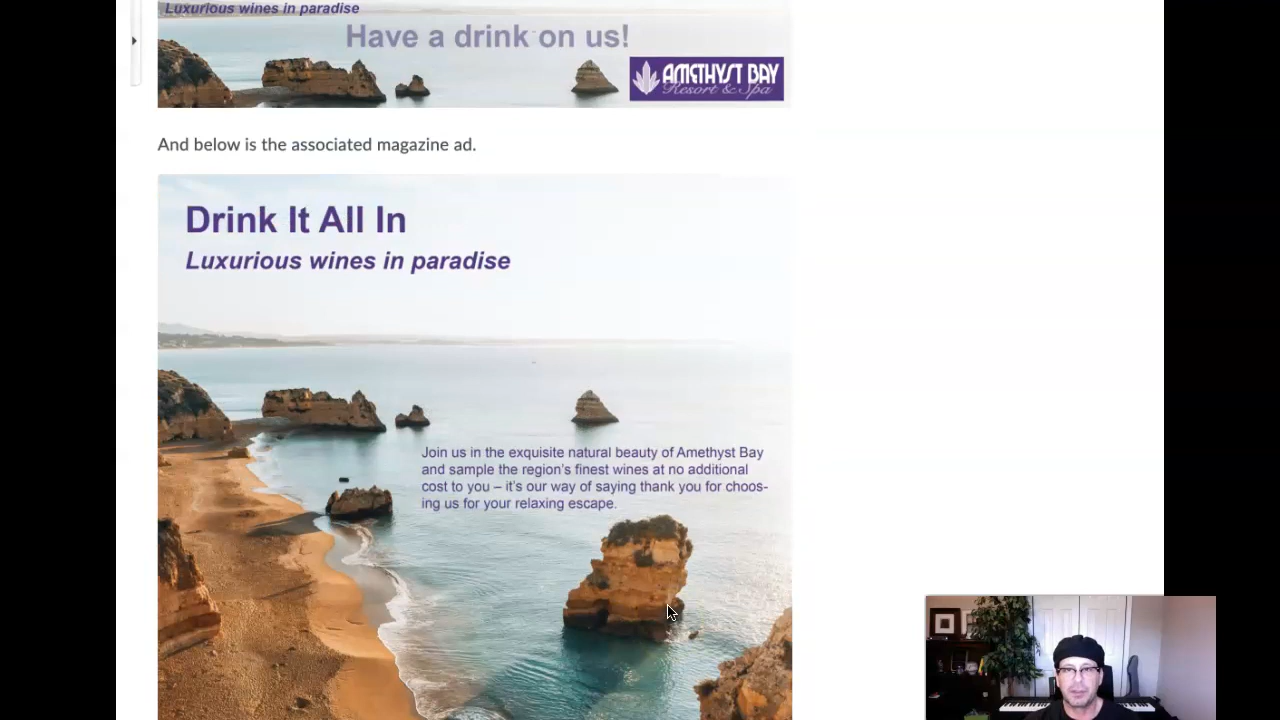 Luxurious wines in paradise
Have a drink on us!
AMETHYST BAY
Resort & Spa
And below is the associated magazine ad.
Drink It All In
Luxurious wines in paradise
Join us in the exquisite natural beauty of Amethyst Bay
and sample the region's finest wines at no additional
cost to you – it's our way of saying thank you for choos-
ing us for your relaxing escape.